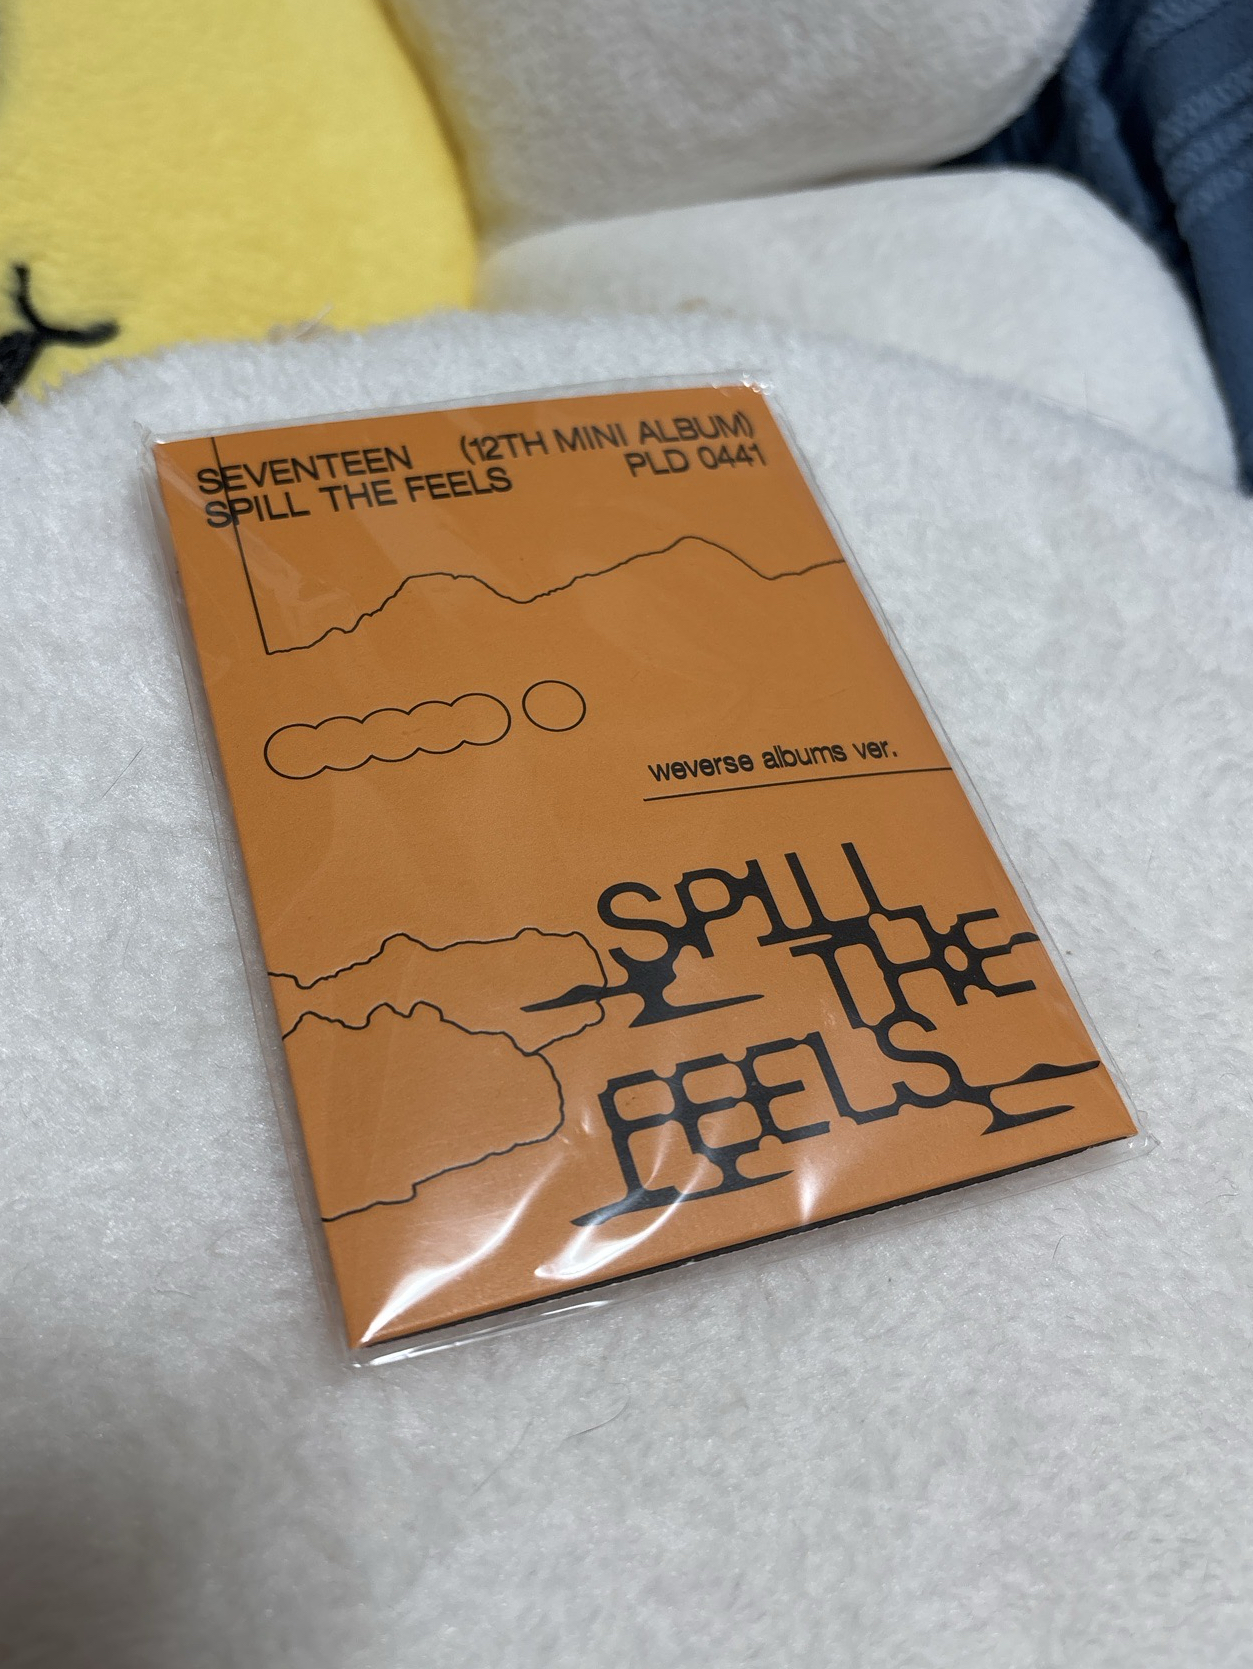 SEVENTEEN (12TH MINI ALBUM)
SPILL THE FEELS PLD 0441
weverse albums ver.
SPILL
THE
FEELS